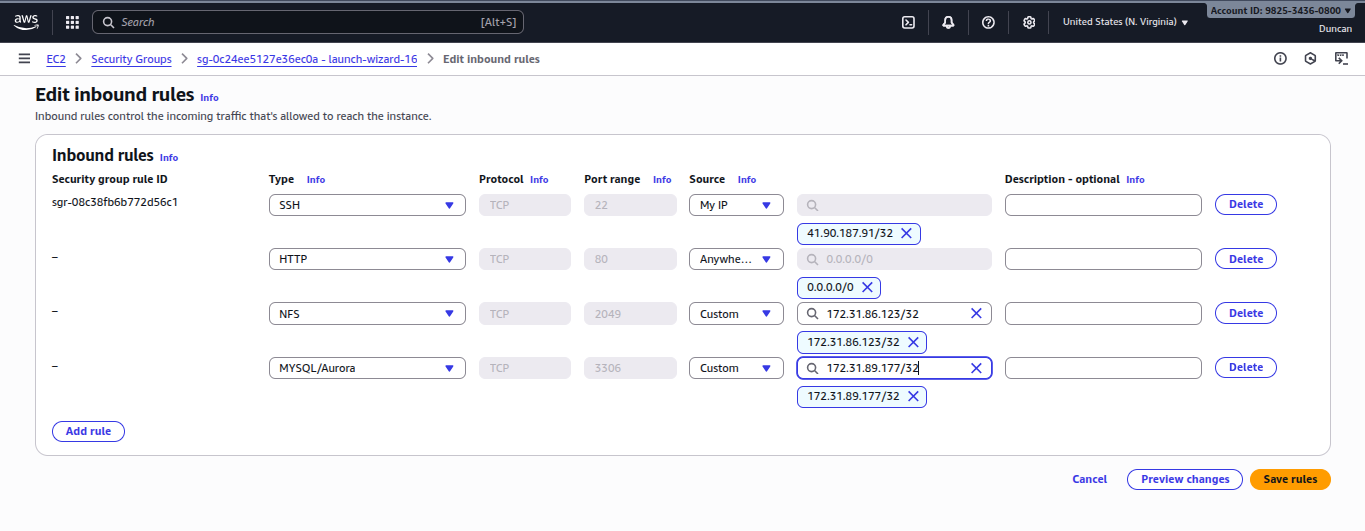 aws Search [Alt+S] United States (N. Virginia) Account ID: 9825-3436-0800
Duncan
EC2 > Security Groups > sg-0c24ee5127e36ec0a - launch-wizard-16 > Edit inbound rules
Edit inbound rules Info
Inbound rules control the incoming traffic that's allowed to reach the instance.
Inbound rules Info
Security group rule ID Type Info Protocol Info Port range Info Source Info Description - optional Info
sgr-08c38fb6b772d56c1 SSH TCP 22 My IP Delete
41.90.187.91/32
– HTTP TCP 80 Anywhe... 0.0.0.0/0 Delete
0.0.0.0/0
– NFS TCP 2049 Custom 172.31.86.123/32 Delete
172.31.86.123/32
– MYSQL/Aurora TCP 3306 Custom 172.31.89.177/32 Delete
172.31.89.177/32
Add rule
Cancel Preview changes Save rules